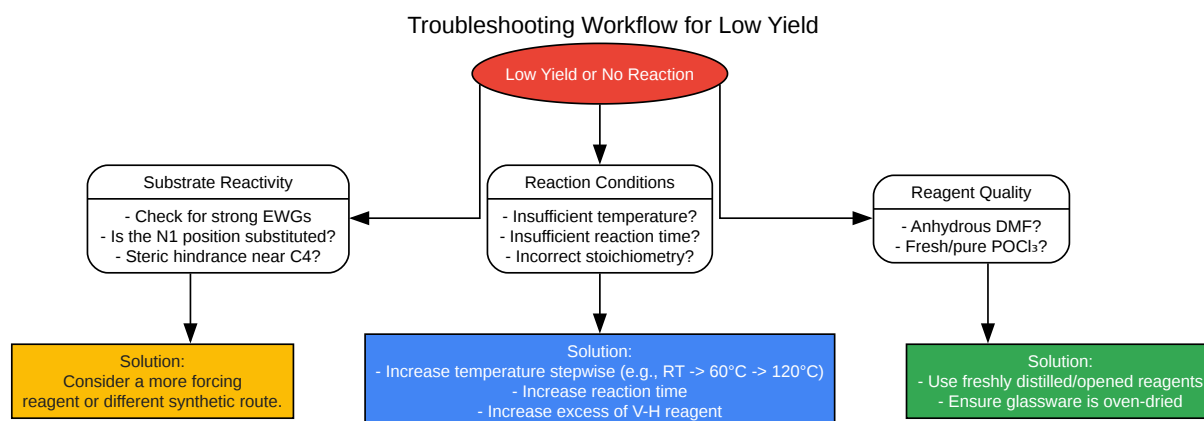 Troubleshooting Workflow for Low Yield
Low Yield or No Reaction
Substrate Reactivity
- Check for strong EWGs
- Is the N1 position substituted?
- Steric hindrance near C4?
Reaction Conditions
- Insufficient temperature?
- Insufficient reaction time?
- Incorrect stoichiometry?
Reagent Quality
- Anhydrous DMF?
- Fresh/pure POCl₃?
Solution:
Consider a more forcing
reagent or different synthetic route.
Solution:
- Increase temperature stepwise (e.g., RT -> 60°C -> 120°C)
- Increase reaction time
- Increase excess of V-H reagent
Solution:
- Use freshly distilled/opened reagents
- Ensure glassware is oven-dried